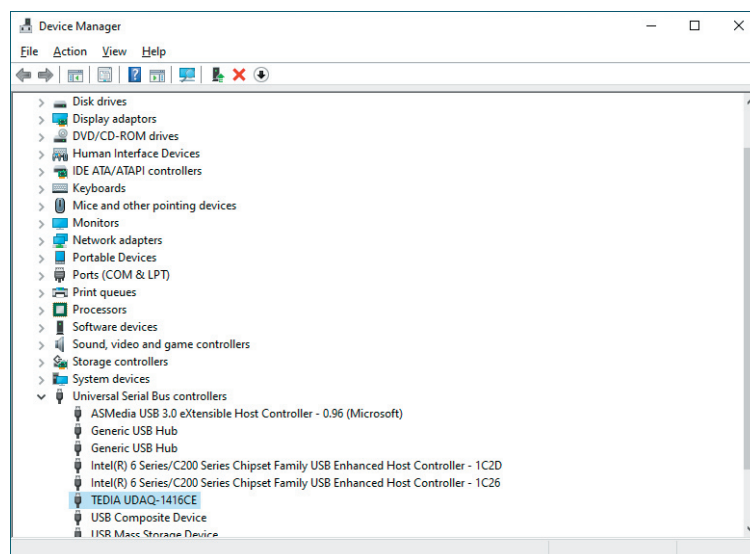 Device Manager
File Action View Help
Disk drives
Display adaptors
DVD/CD-ROM drives
Human Interface Devices
IDE ATA/ATAPI controllers
Keyboards
Mice and other pointing devices
Monitors
Network adapters
Portable Devices
Ports (COM & LPT)
Print queues
Processors
Software devices
Sound, video and game controllers
Storage controllers
System devices
Universal Serial Bus controllers
ASMedia USB 3.0 eXtensible Host Controller - 0.96 (Microsoft)
Generic USB Hub
Generic USB Hub
Intel(R) 6 Series/C200 Series Chipset Family USB Enhanced Host Controller - 1C2D
Intel(R) 6 Series/C200 Series Chipset Family USB Enhanced Host Controller - 1C26
TEDIA UDAQ-1416CE
USB Composite Device
USB Mass Storage Device